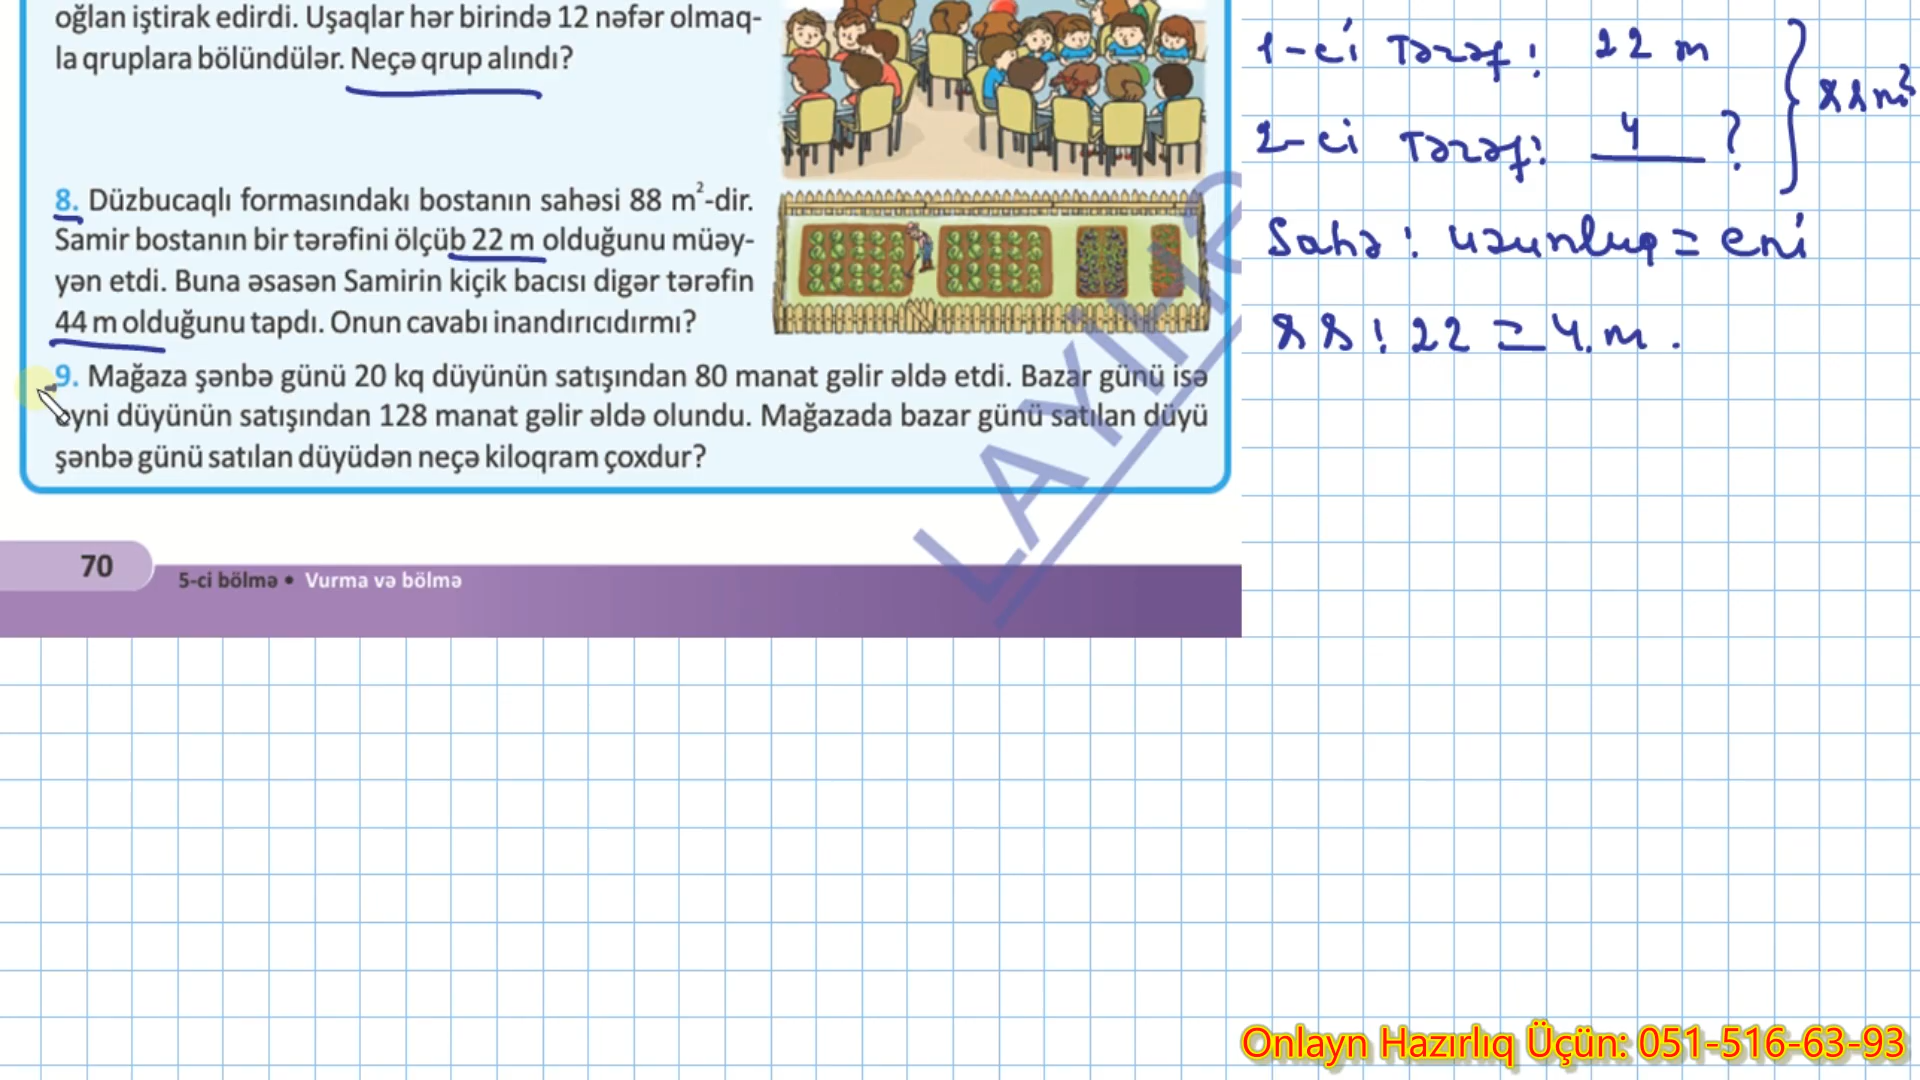 oğlan iştirak edirdi. Uşaqlar hər birində 12 nəfər olmaq-
la qruplara bölündülər. Neçə qrup alındı?
8. Düzbucaqlı formasındakı bostanın sahəsi 88 m²-dir.
Samir bostanın bir tərəfini ölçüb 22 m olduğunu müəy-
yən etdi. Buna əsasən Samirin kiçik bacısı digər tərəfin
44 m olduğunu tapdı. Onun cavabı inandırıcıdırmı?
9. Mağaza şənbə günü 20 kq düyünün satışından 80 manat gəlir əldə etdi. Bazar günü isə
eyni düyünün satışından 128 manat gəlir əldə olundu. Mağazada bazar günü satılan düyü
şənbə günü satılan düyüdən neçə kiloqram çoxdur?
70
5-ci bölmə • Vurma və bölmə
LAYİHƏ
1-ci Tərəf: 22 m
88 m²
2-ci Tərəf: 4 ?
Sahə : uzunluq = eni
88 : 22 = 4 m .
Onlayn Hazırlıq Üçün: 051-516-63-93